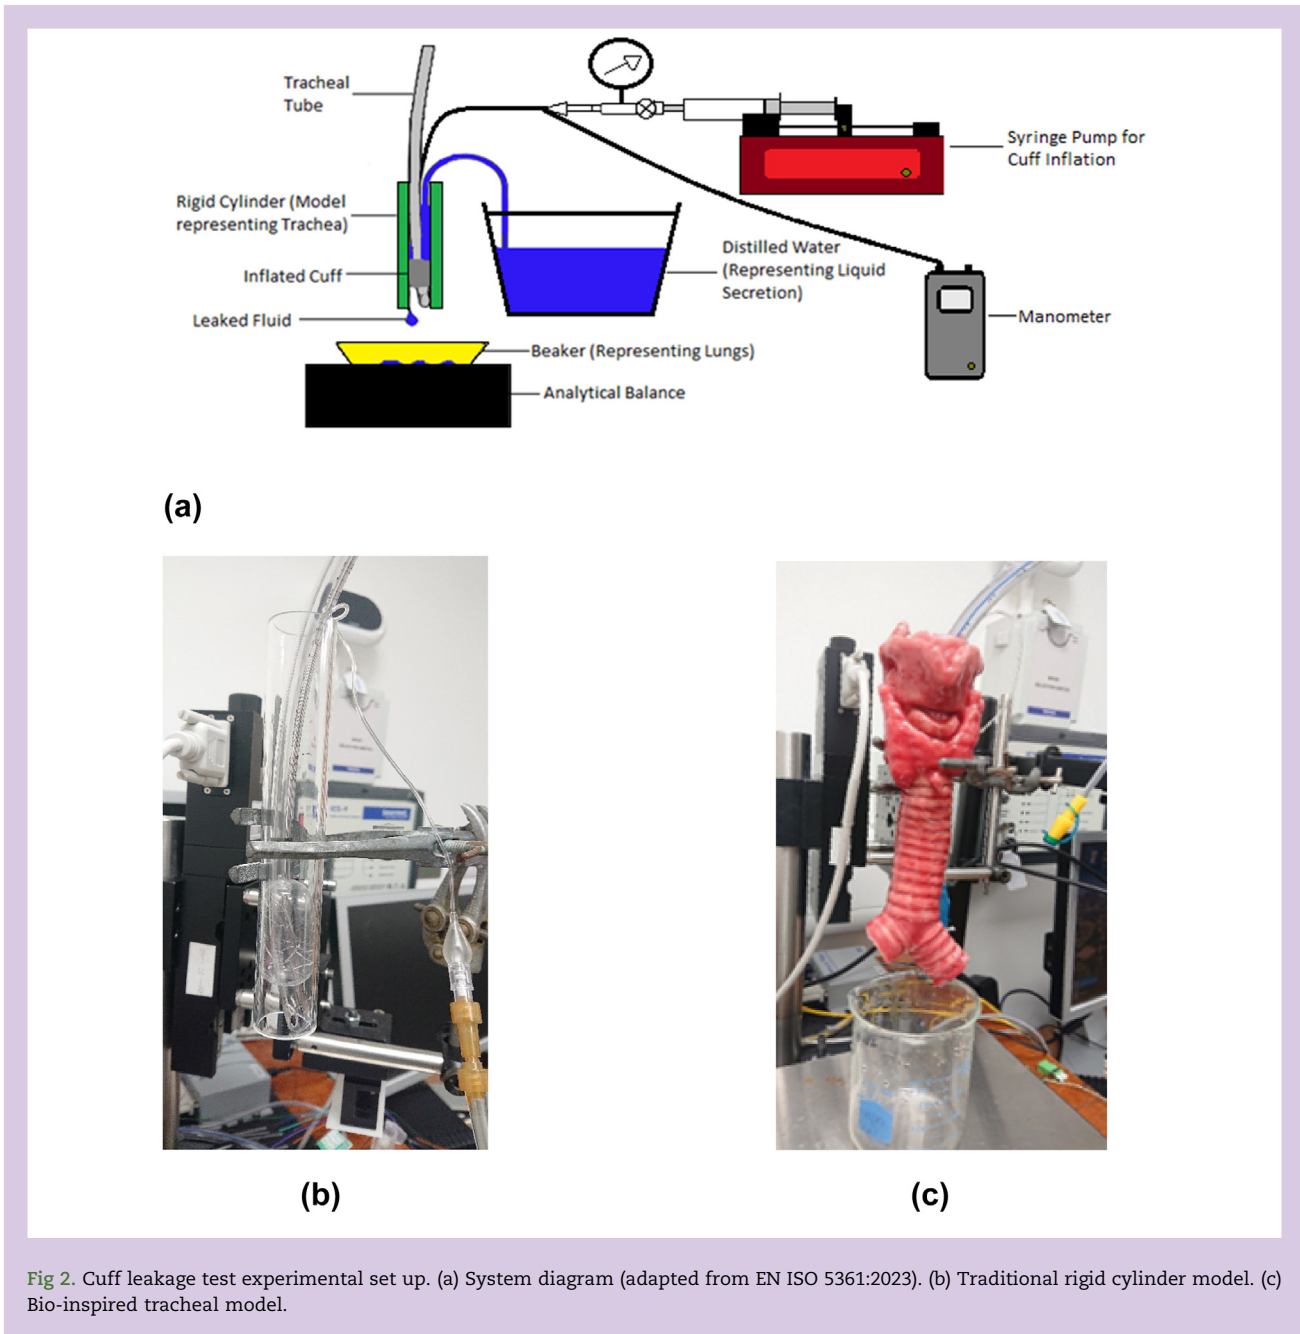 Tracheal
Tube
Syringe Pump for
Cuff Inflation
Rigid Cylinder (Model
representing Trachea)
Distilled Water
(Representing Liquid
Secretion)
Inflated Cuff
Leaked Fluid
Manometer
Beaker (Representing Lungs)
Analytical Balance
(a)
(b)
(c)
Fig 2. Cuff leakage test experimental set up. (a) System diagram (adapted from EN ISO 5361:2023). (b) Traditional rigid cylinder model. (c)
Bio-inspired tracheal model.